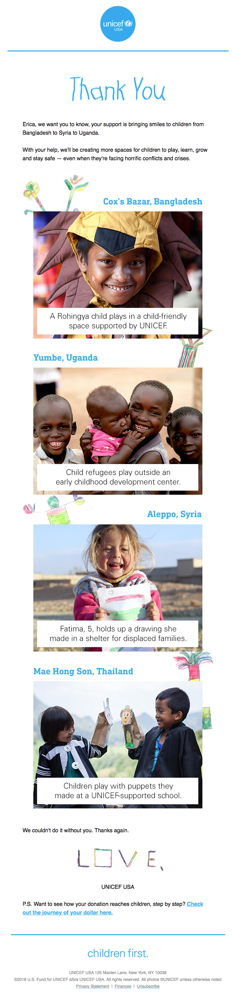 unicef
USA
Thank You
Erica, we want you to know, your support is bringing smiles to children from
Bangladesh to Syria to Uganda.
With your help, we'll be creating more spaces for children to play, learn, grow
and stay safe — even when they're facing horrific conflicts and crises.
Cox's Bazar, Bangladesh
A Rohingya child plays in a child-friendly
space supported by UNICEF.
Yumbe, Uganda
Child refugees play outside an
early childhood development center.
Aleppo, Syria
Fatima, 5, holds up a drawing she
made in a shelter for displaced families.
Mae Hong Son, Thailand
Children play with puppets they
made at a UNICEF-supported school.
We couldn't do it without you. Thanks again.
LOVE,
UNICEF USA
P.S. Want to see how your donation reaches children, step by step? Check
out the journey of your dollar here.
children first.
UNICEF USA 125 Maiden Lane, New York, NY 10038
©2018 U.S. Fund for UNICEF d/b/a UNICEF USA. All rights reserved. All photos ©UNICEF unless otherwise noted
Privacy Statement | Finances | Unsubscribe